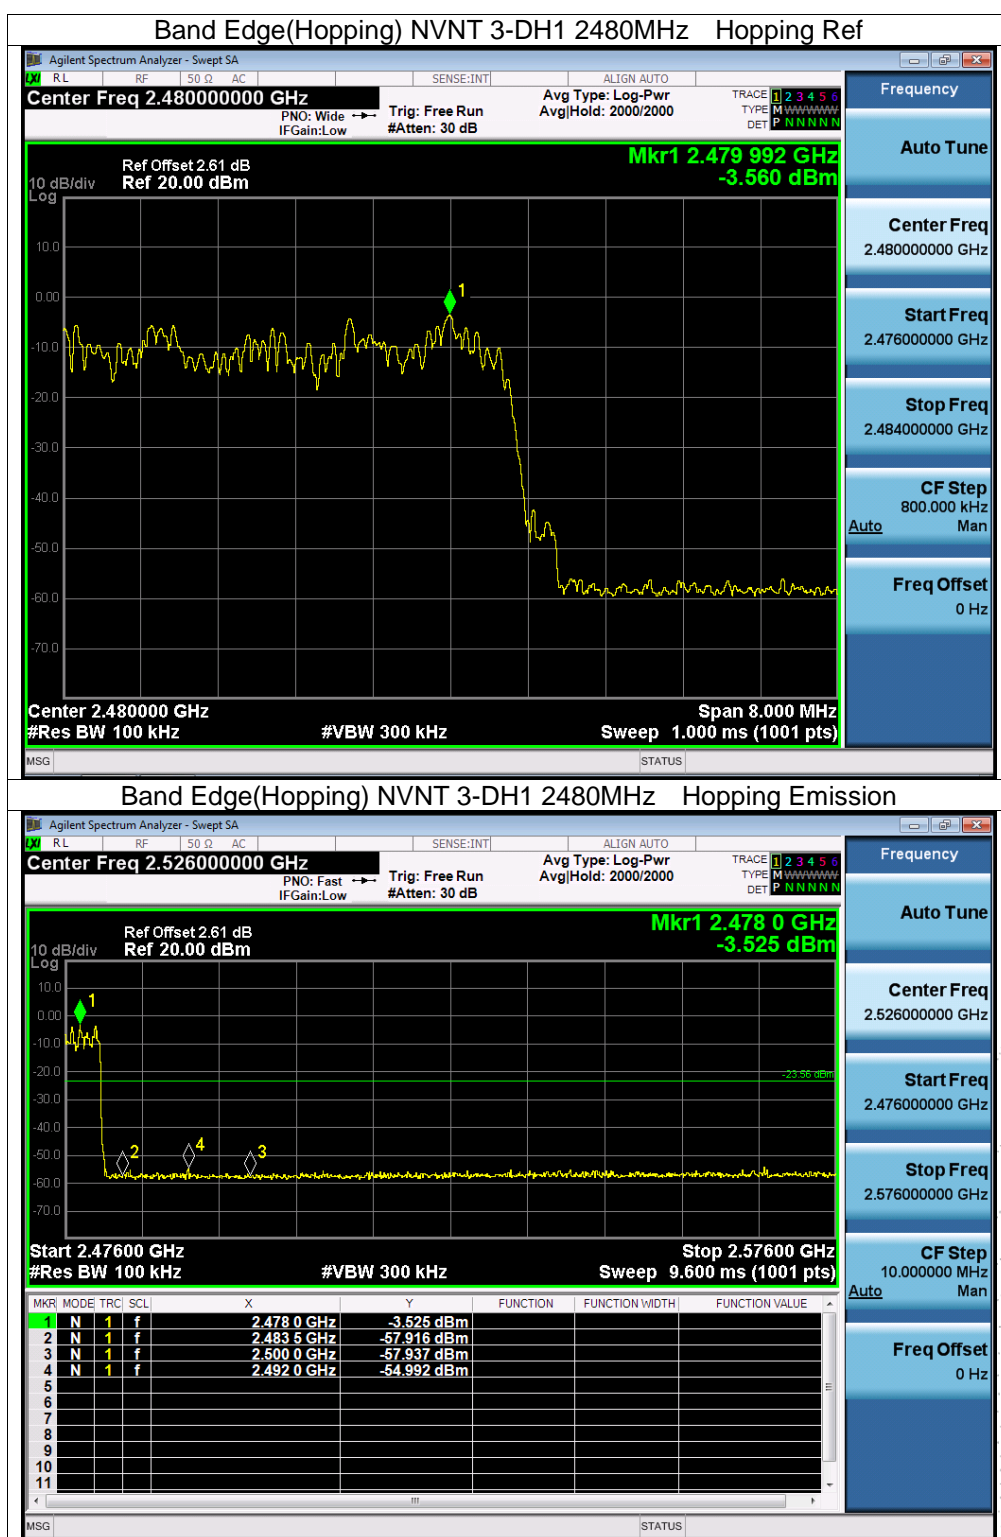 Band Edge(Hopping) NVNT 3-DH1 2480MHz Hopping Ref
Agilent Spectrum Analyzer - Swept SA
LXI RL RF 50 Ω AC SENSE:INT ALIGN AUTO
Center Freq 2.480000000 GHz
PNO: Wide
IFGain:Low
Trig: Free Run
#Atten: 30 dB
Avg Type: Log-Pwr
Avg|Hold: 2000/2000
TRACE 1 2 3 4 5 6
TYPE M WWWWW
DET P N N N N N
Frequency
Auto Tune
Center Freq
2.480000000 GHz
Start Freq
2.476000000 GHz
Stop Freq
2.484000000 GHz
CF Step
800.000 kHz
Auto Man
Freq Offset
0 Hz
Mkr1 2.479 992 GHz
-3.560 dBm
Ref Offset 2.61 dB
10 dB/div Ref 20.00 dBm
Log
10.0
0.00
-10.0
-20.0
-30.0
-40.0
-50.0
-60.0
-70.0
1
Center 2.480000 GHz Span 8.000 MHz
#Res BW 100 kHz #VBW 300 kHz Sweep 1.000 ms (1001 pts)
MSG STATUS
Band Edge(Hopping) NVNT 3-DH1 2480MHz Hopping Emission
Agilent Spectrum Analyzer - Swept SA
LXI RL RF 50 Ω AC SENSE:INT ALIGN AUTO
Center Freq 2.526000000 GHz
PNO: Fast
IFGain:Low
Trig: Free Run
#Atten: 30 dB
Avg Type: Log-Pwr
Avg|Hold: 2000/2000
TRACE 1 2 3 4 5 6
TYPE M WWWWW
DET P N N N N N
Frequency
Auto Tune
Center Freq
2.526000000 GHz
Start Freq
2.476000000 GHz
Stop Freq
2.576000000 GHz
CF Step
10.000000 MHz
Auto Man
Freq Offset
0 Hz
Mkr1 2.478 0 GHz
-3.525 dBm
Ref Offset 2.61 dB
10 dB/div Ref 20.00 dBm
Log
10.0
0.00
-10.0
-20.0
-30.0
-40.0
-50.0
-60.0
-70.0
-23.56 dBm
1
2
4
3
Start 2.47600 GHz Stop 2.57600 GHz
#Res BW 100 kHz #VBW 300 kHz Sweep 9.600 ms (1001 pts)
MKR MODE TRC SCL X Y FUNCTION FUNCTION WIDTH FUNCTION VALUE
1 N 1 f 2.478 0 GHz -3.525 dBm
2 N 1 f 2.483 5 GHz -57.916 dBm
3 N 1 f 2.500 0 GHz -57.937 dBm
4 N 1 f 2.492 0 GHz -54.992 dBm
5
6
7
8
9
10
11
MSG STATUS